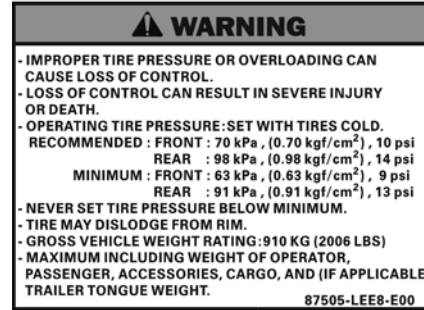 WARNING
- IMPROPER TIRE PRESSURE OR OVERLOADING CAN
CAUSE LOSS OF CONTROL.
- LOSS OF CONTROL CAN RESULT IN SEVERE INJURY
OR DEATH.
- OPERATING TIRE PRESSURE:SET WITH TIRES COLD.
RECOMMENDED : FRONT : 70 kPa , (0.70 kgf/cm²) , 10 psi
REAR : 98 kPa , (0.98 kgf/cm²) , 14 psi
MINIMUM : FRONT : 63 kPa , (0.63 kgf/cm²) , 9 psi
REAR : 91 kPa , (0.91 kgf/cm²) , 13 psi
- NEVER SET TIRE PRESSURE BELOW MINIMUM.
- TIRE MAY DISLODGE FROM RIM.
- GROSS VEHICLE WEIGHT RATING:910 KG (2006 LBS)
- MAXIMUM INCLUDING WEIGHT OF OPERATOR,
PASSENGER, ACCESSORIES, CARGO, AND (IF APPLICABLE
TRAILER TONGUE WEIGHT.
87505-LEE8-E00